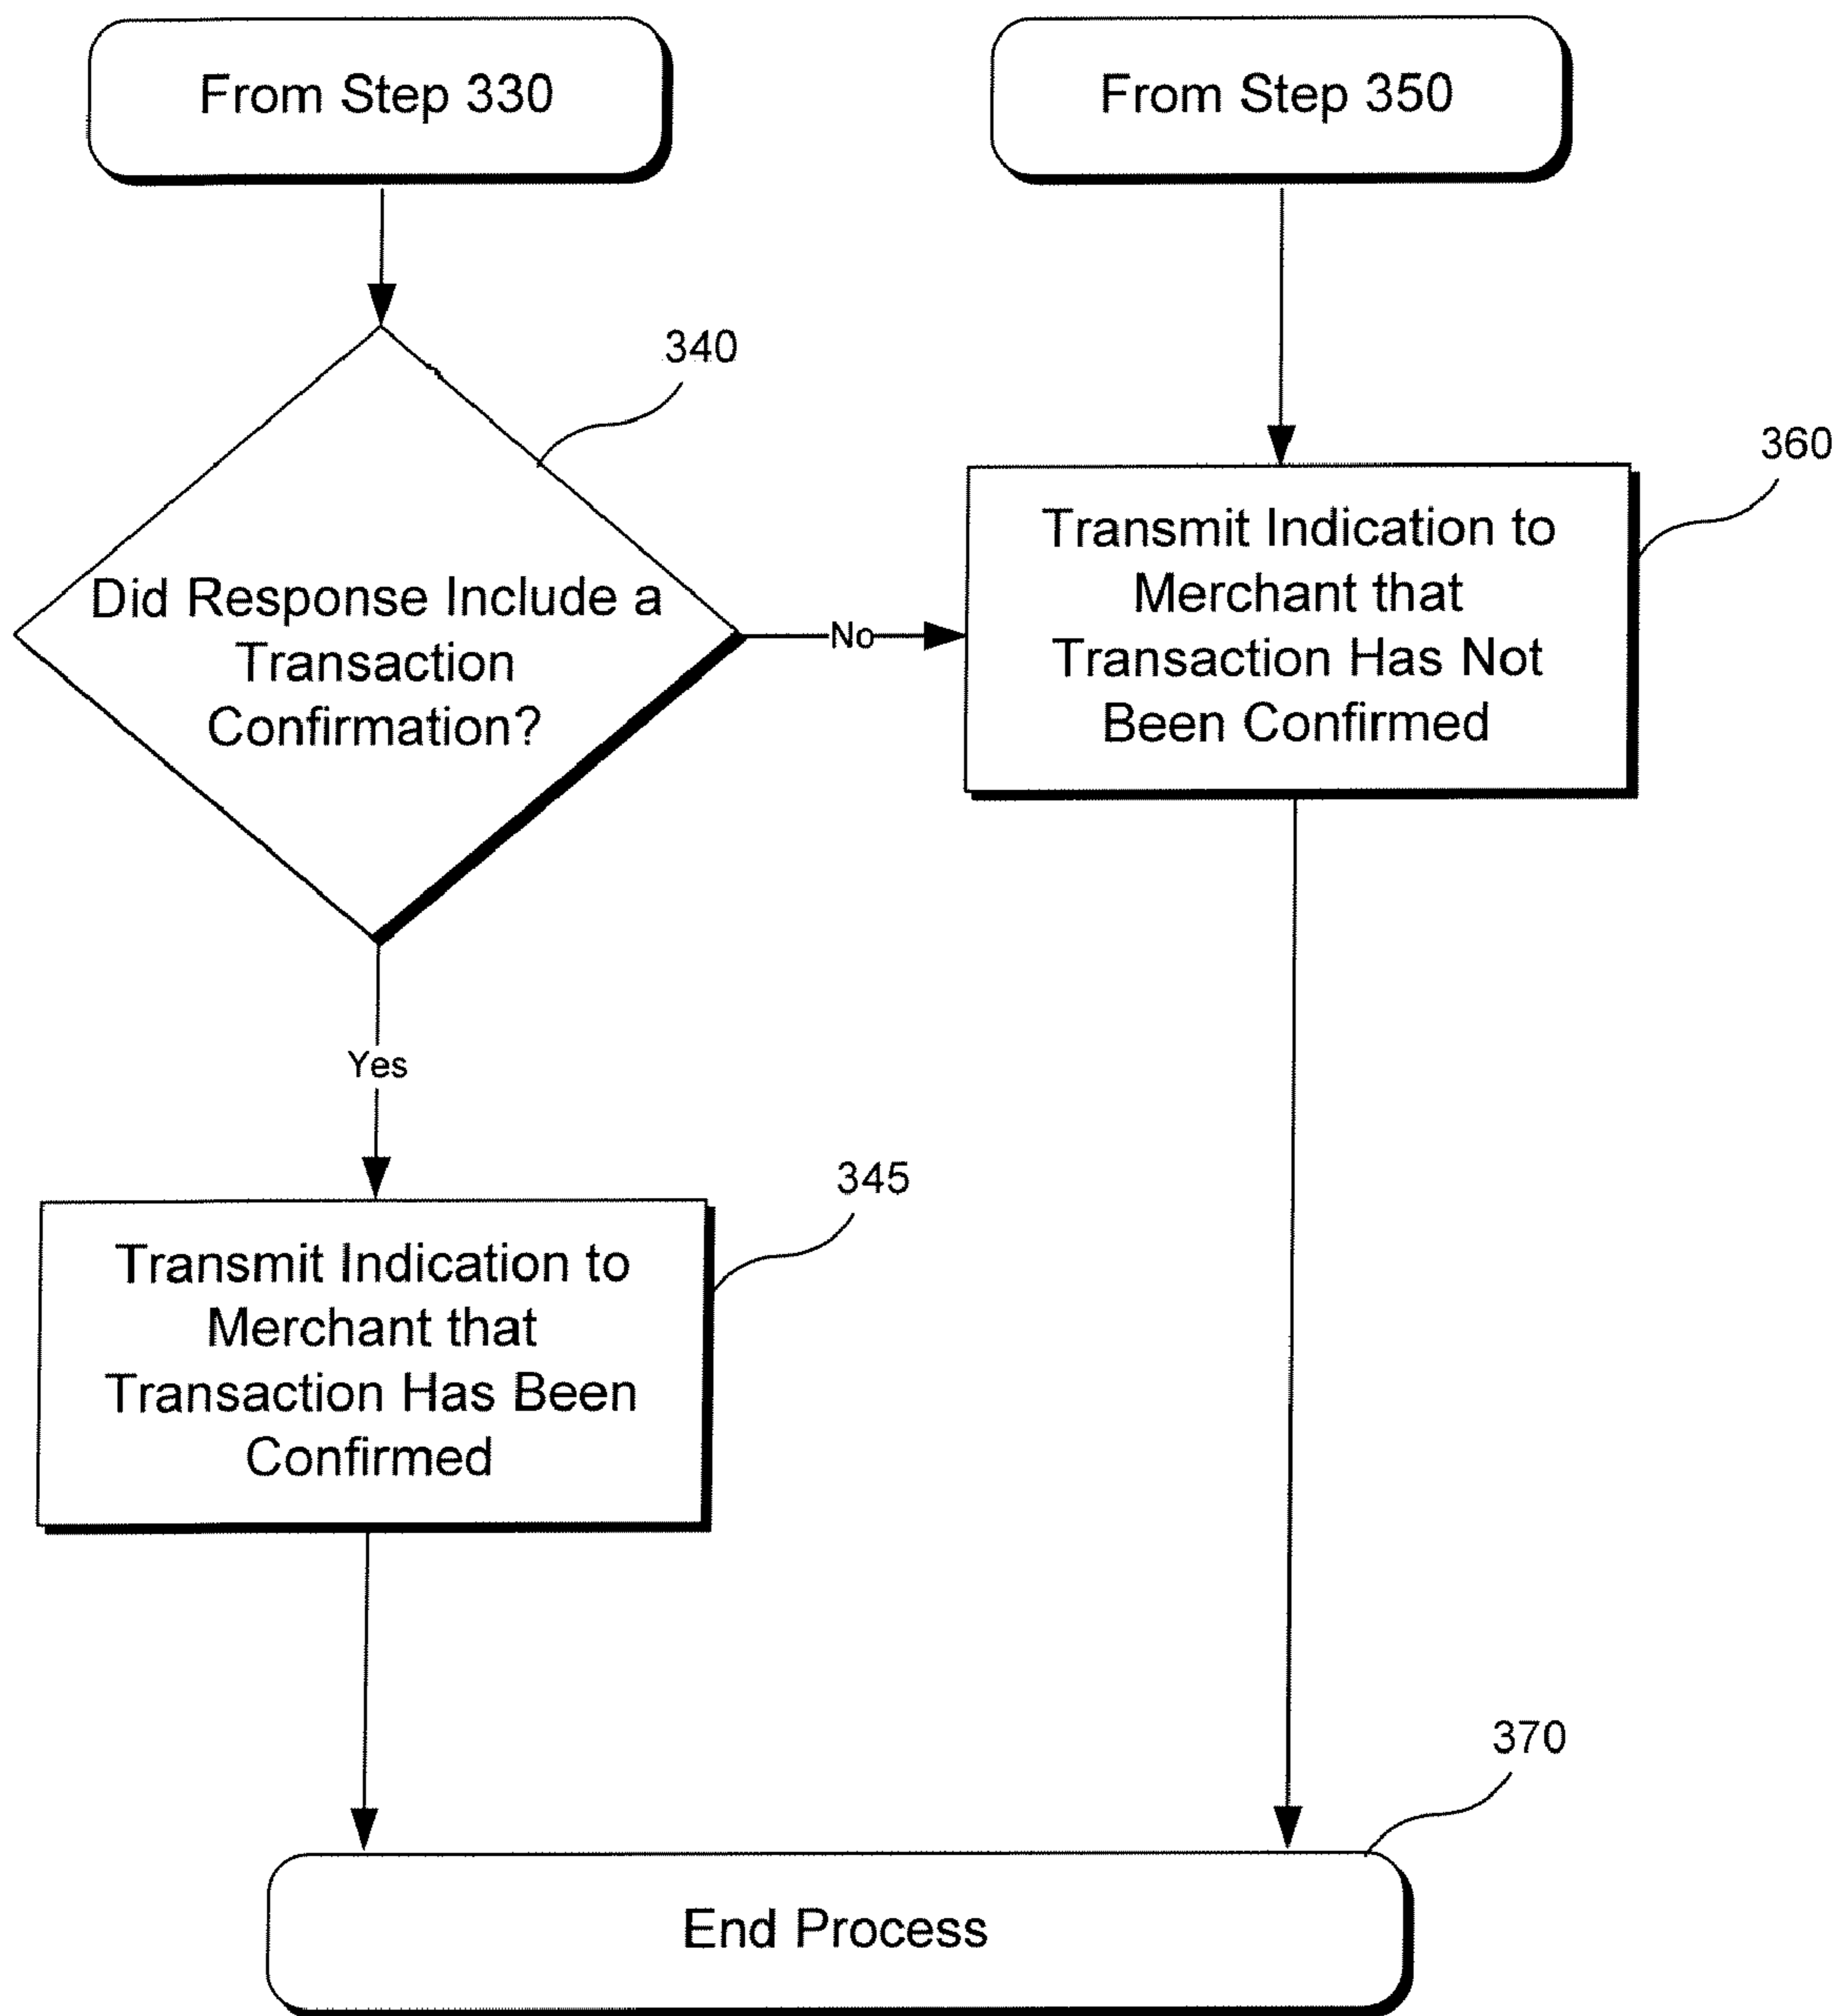 From Step 330
From Step 350
340
360
Did Response Include a
Transaction
Confirmation?
No
Transmit Indication to
Merchant that
Transaction Has Not
Been Confirmed
Yes
345
Transmit Indication to
Merchant that
Transaction Has Been
Confirmed
370
End Process